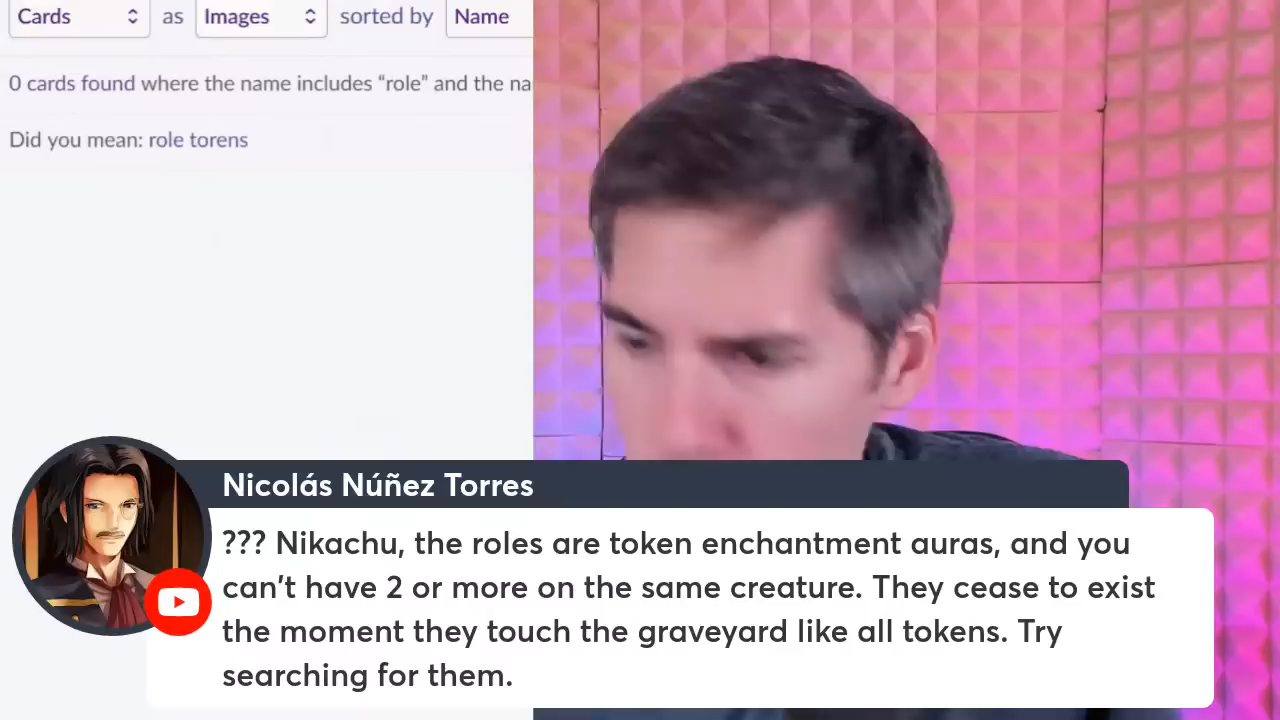 Cards as Images sorted by Name
0 cards found where the name includes “role” and the na
Did you mean: role torens
Nicolás Núñez Torres
??? Nikachu, the roles are token enchantment auras, and you
can't have 2 or more on the same creature. They cease to exist
the moment they touch the graveyard like all tokens. Try
searching for them.